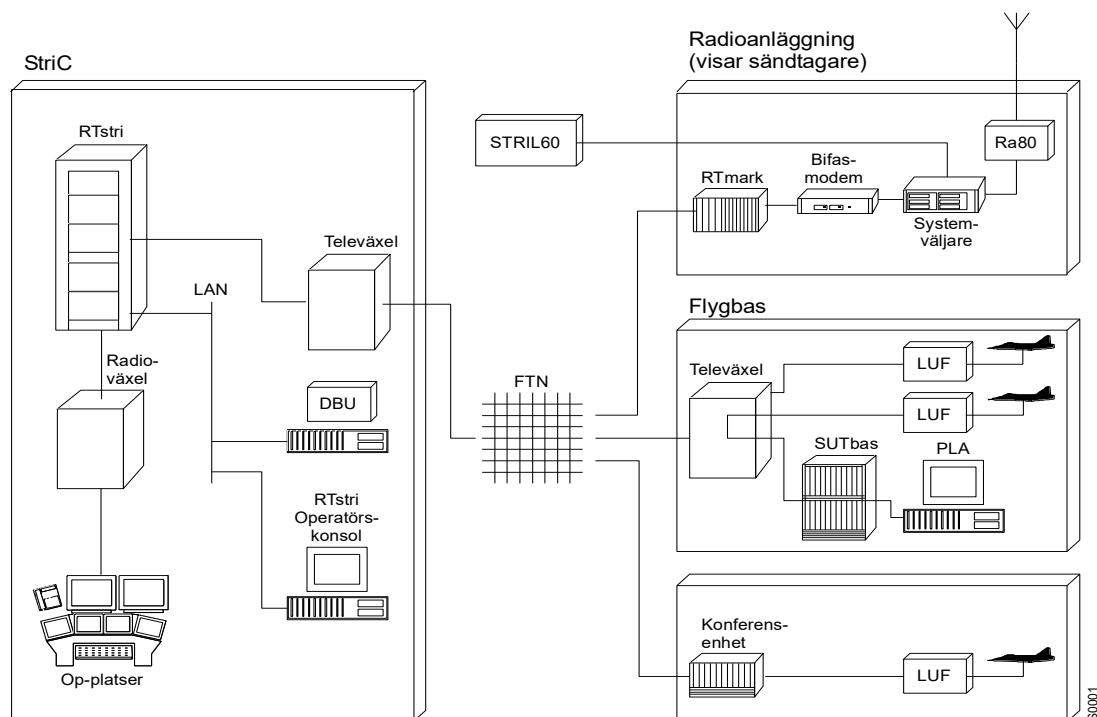 StriC
RTstri
Televäxel
LAN
Radio-
växel
DBU
RTstri
Operatörs-
konsol
Op-platser
FTN
STRIL60
Radioanläggning
(visar sändtagare)
Ra80
Bifas-
modem
RTmark
System-
väljare
Flygbas
Televäxel
LUF
LUF
SUTbas
PLA
Konferens-
enhet
LUF